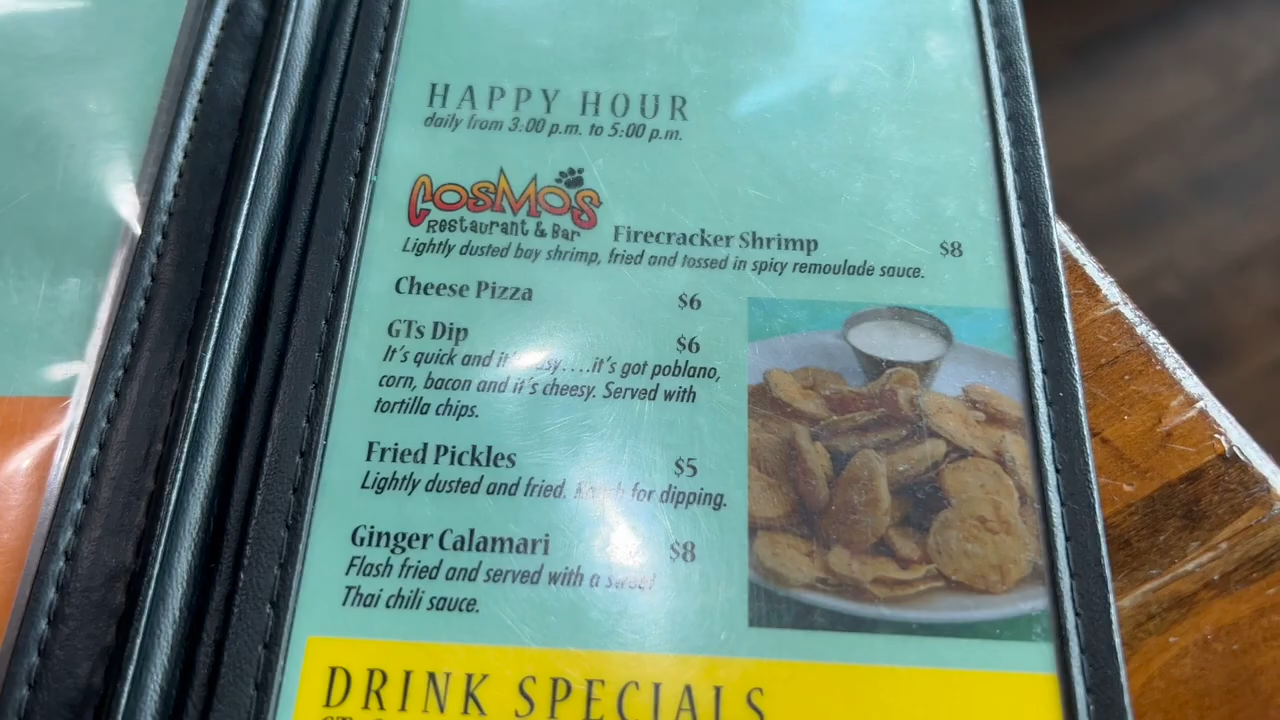 HAPPY HOUR
daily from 3:00 p.m. to 5:00 p.m.
COSMO'S
Restaurant & Bar
Firecracker Shrimp $8
Lightly dusted bay shrimp, fried and tossed in spicy remoulade sauce.
Cheese Pizza $6
GTs Dip $6
It's quick and it's easy....it's got poblano,
corn, bacon and it's cheesy. Served with
tortilla chips.
Fried Pickles $5
Lightly dusted and fried. for dipping.
Ginger Calamari $8
Flash fried and served with a sweet
Thai chili sauce.
DRINK SPECIALS